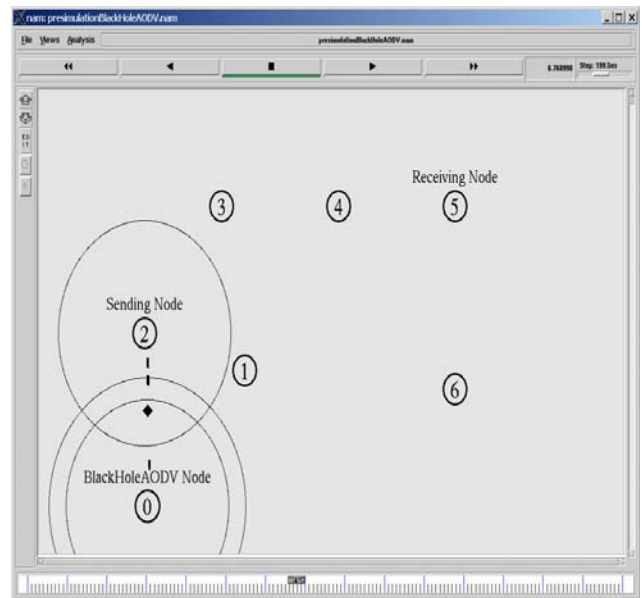 nam: presimulationBlackHoleAODV.nam
File Views Analysis presimulationBlackHoleAODV.nam
Step: 199.5es
Receiving Node
3 4 5
Sending Node
2
1
6
BlackHoleAODV Node
0